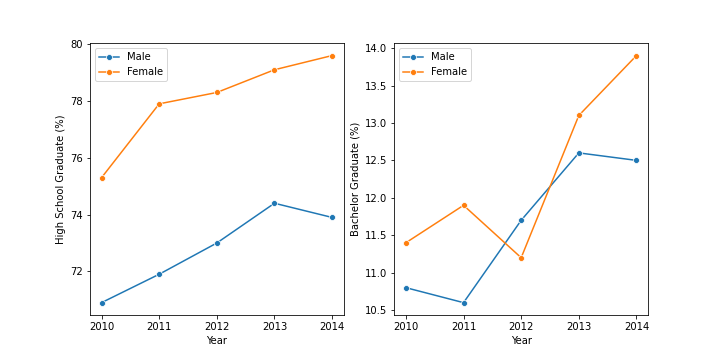 Male
Female
80
78
76
74
72
High School Graduate (%)
2010 2011 2012 2013 2014
Year
Male
Female
14.0
13.5
13.0
12.5
12.0
11.5
11.0
10.5
Bachelor Graduate (%)
2010 2011 2012 2013 2014
Year